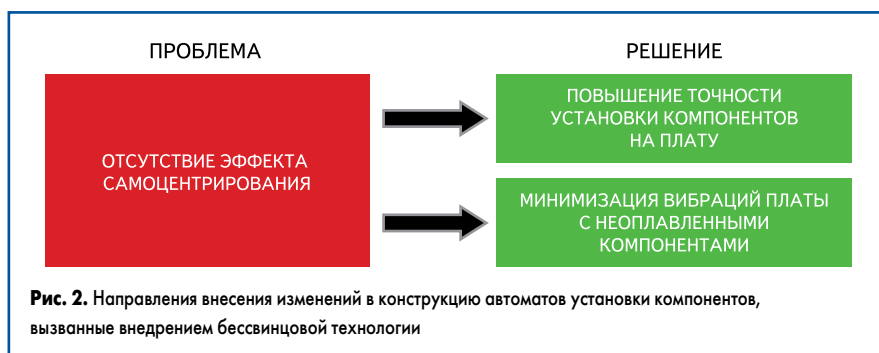 ПРОБЛЕМА
РЕШЕНИЕ
ОТСУТСТВИЕ ЭФФЕКТА
САМОЦЕНТРИРОВАНИЯ
ПОВЫШЕНИЕ ТОЧНОСТИ
УСТАНОВКИ КОМПОНЕНТОВ
НА ПЛАТУ
МИНИМИЗАЦИЯ ВИБРАЦИЙ ПЛАТЫ
С НЕОПЛАВЛЕННЫМИ
КОМПОНЕНТАМИ
Рис. 2. Направления внесения изменений в конструкцию автоматов установки компонентов,
вызванные внедрением бессвинцовой технологии